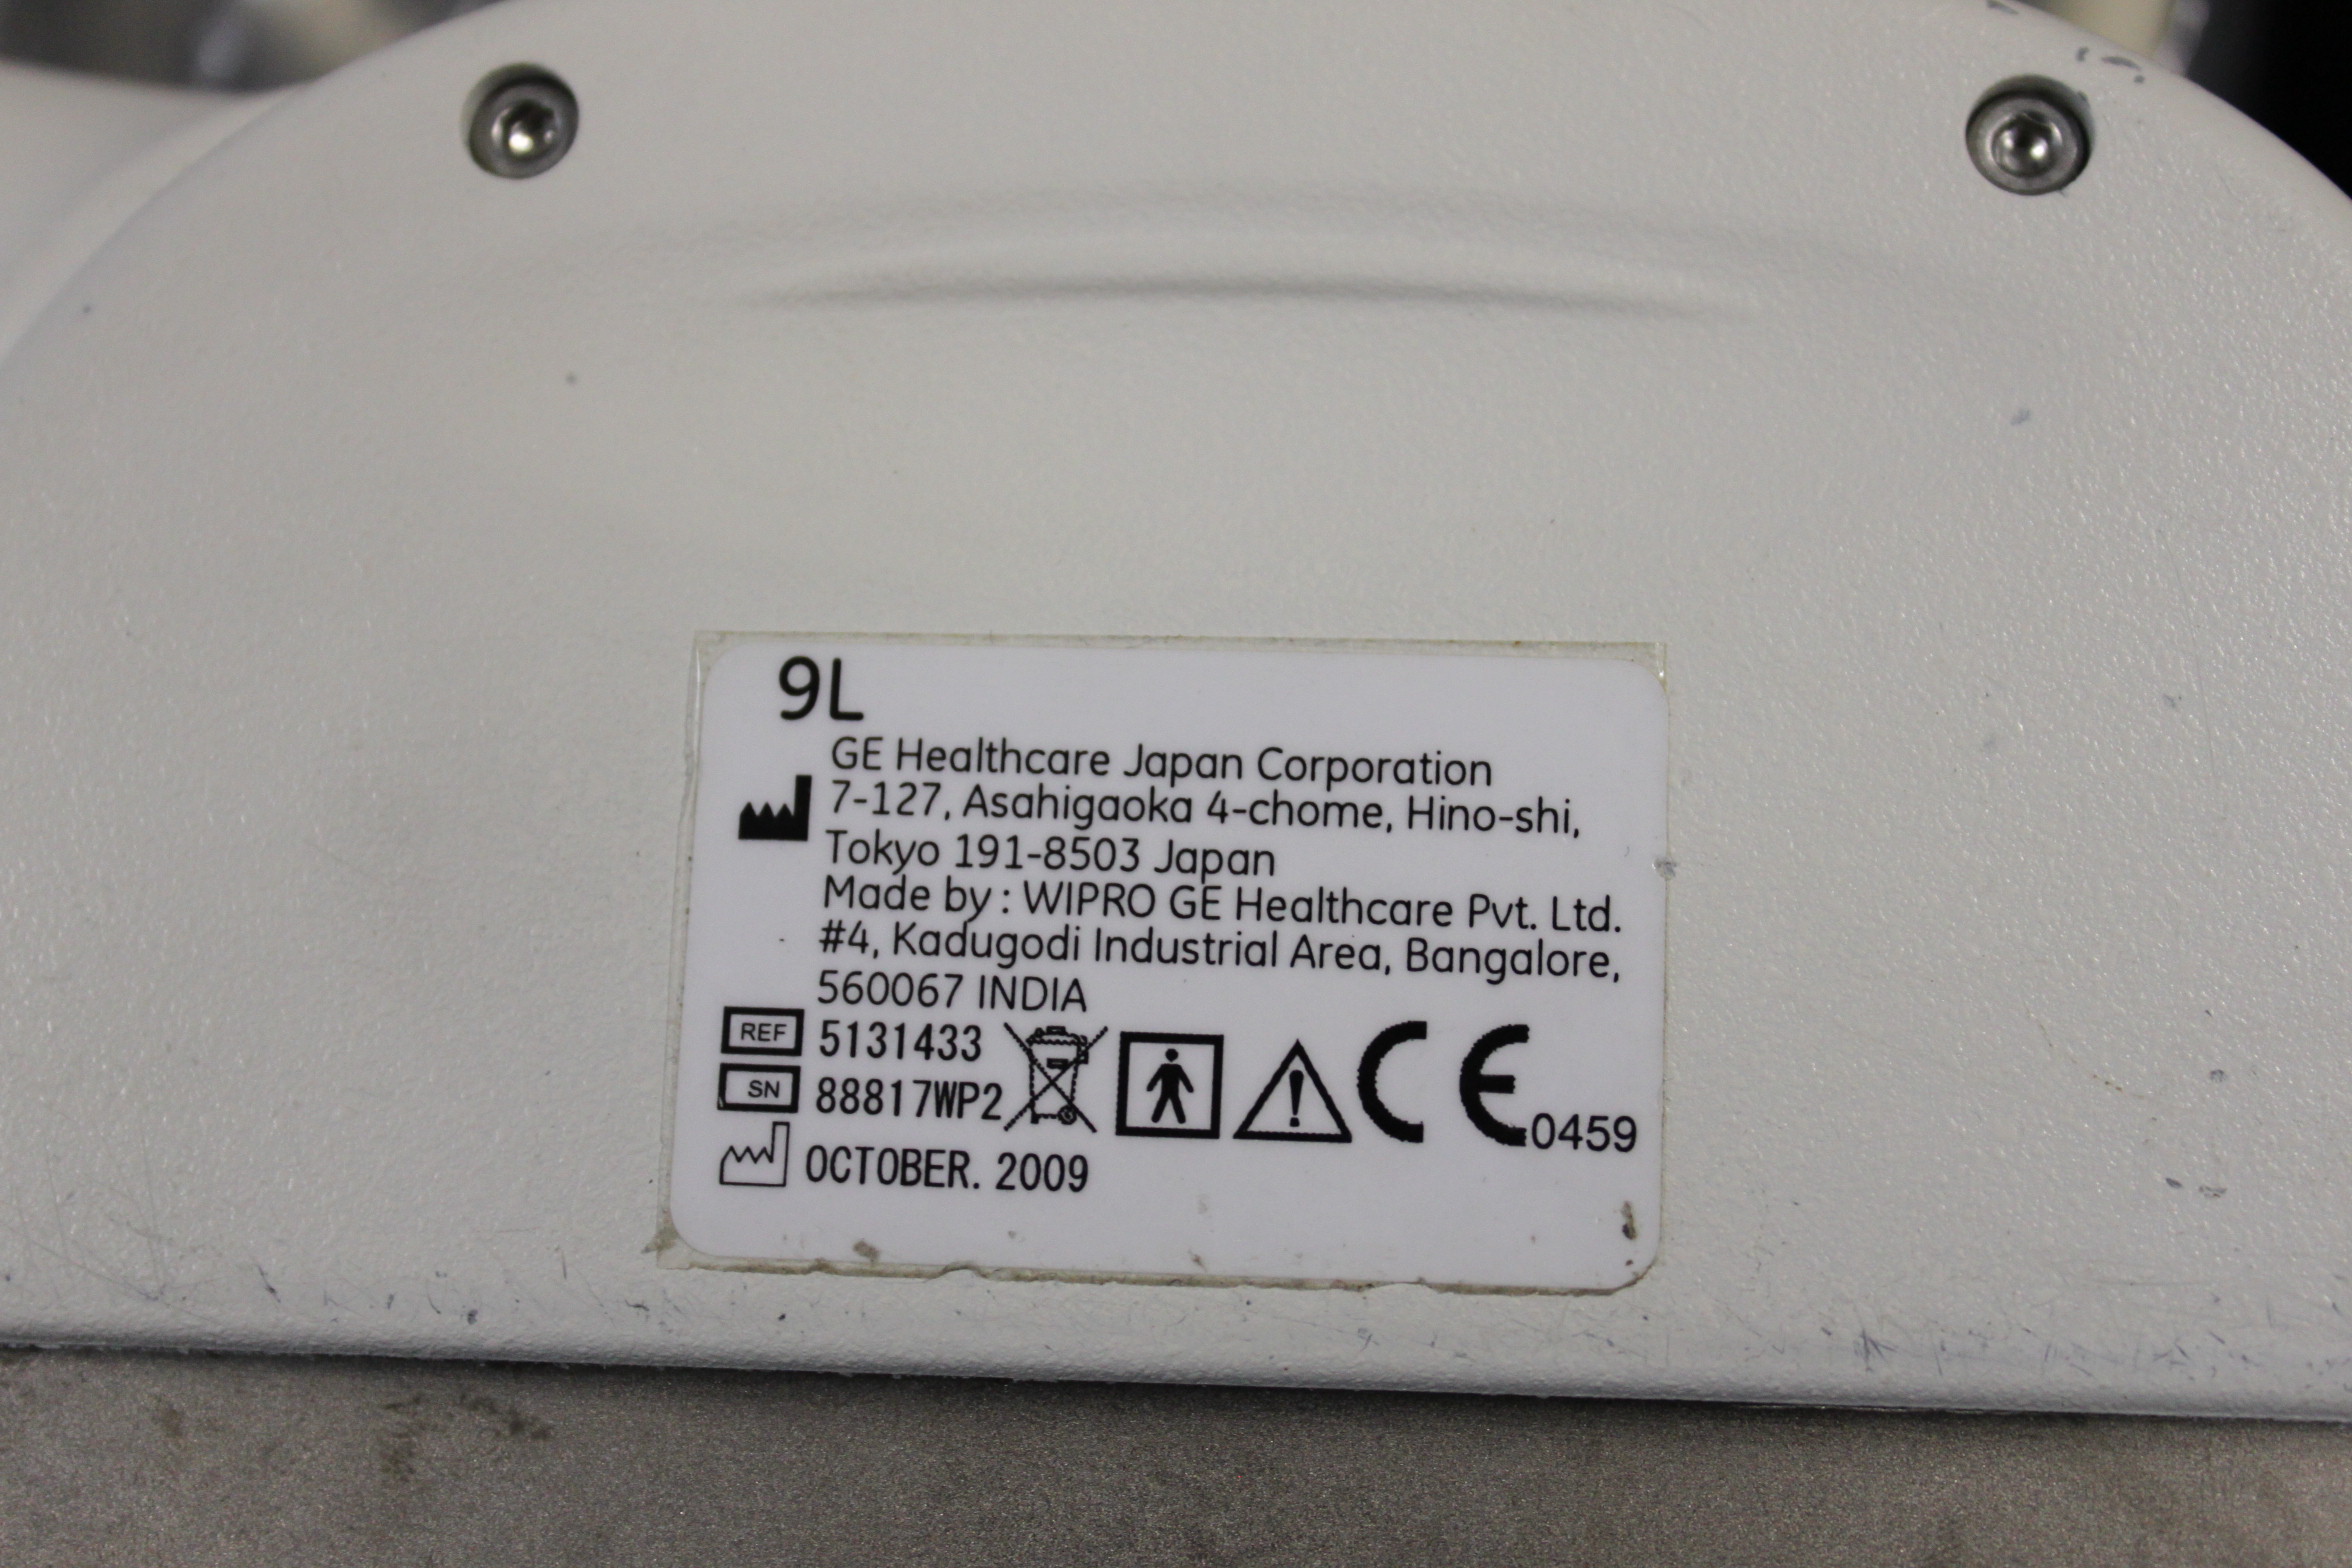 9L
GE Healthcare Japan Corporation
7-127, Asahigaoka 4-chome, Hino-shi,
Tokyo 191-8503 Japan
Made by : WIPRO GE Healthcare Pvt. Ltd.
#4, Kadugodi Industrial Area, Bangalore,
560067 INDIA
REF 5131433
SN 88817WP2
CE 0459
OCTOBER. 2009